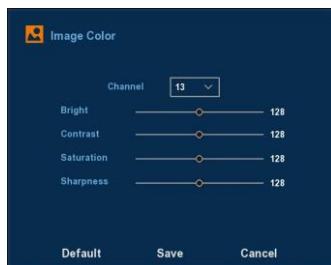 Image Color
Channel 13
Bright 128
Contrast 128
Saturation 128
Sharpness 128
Default Save Cancel